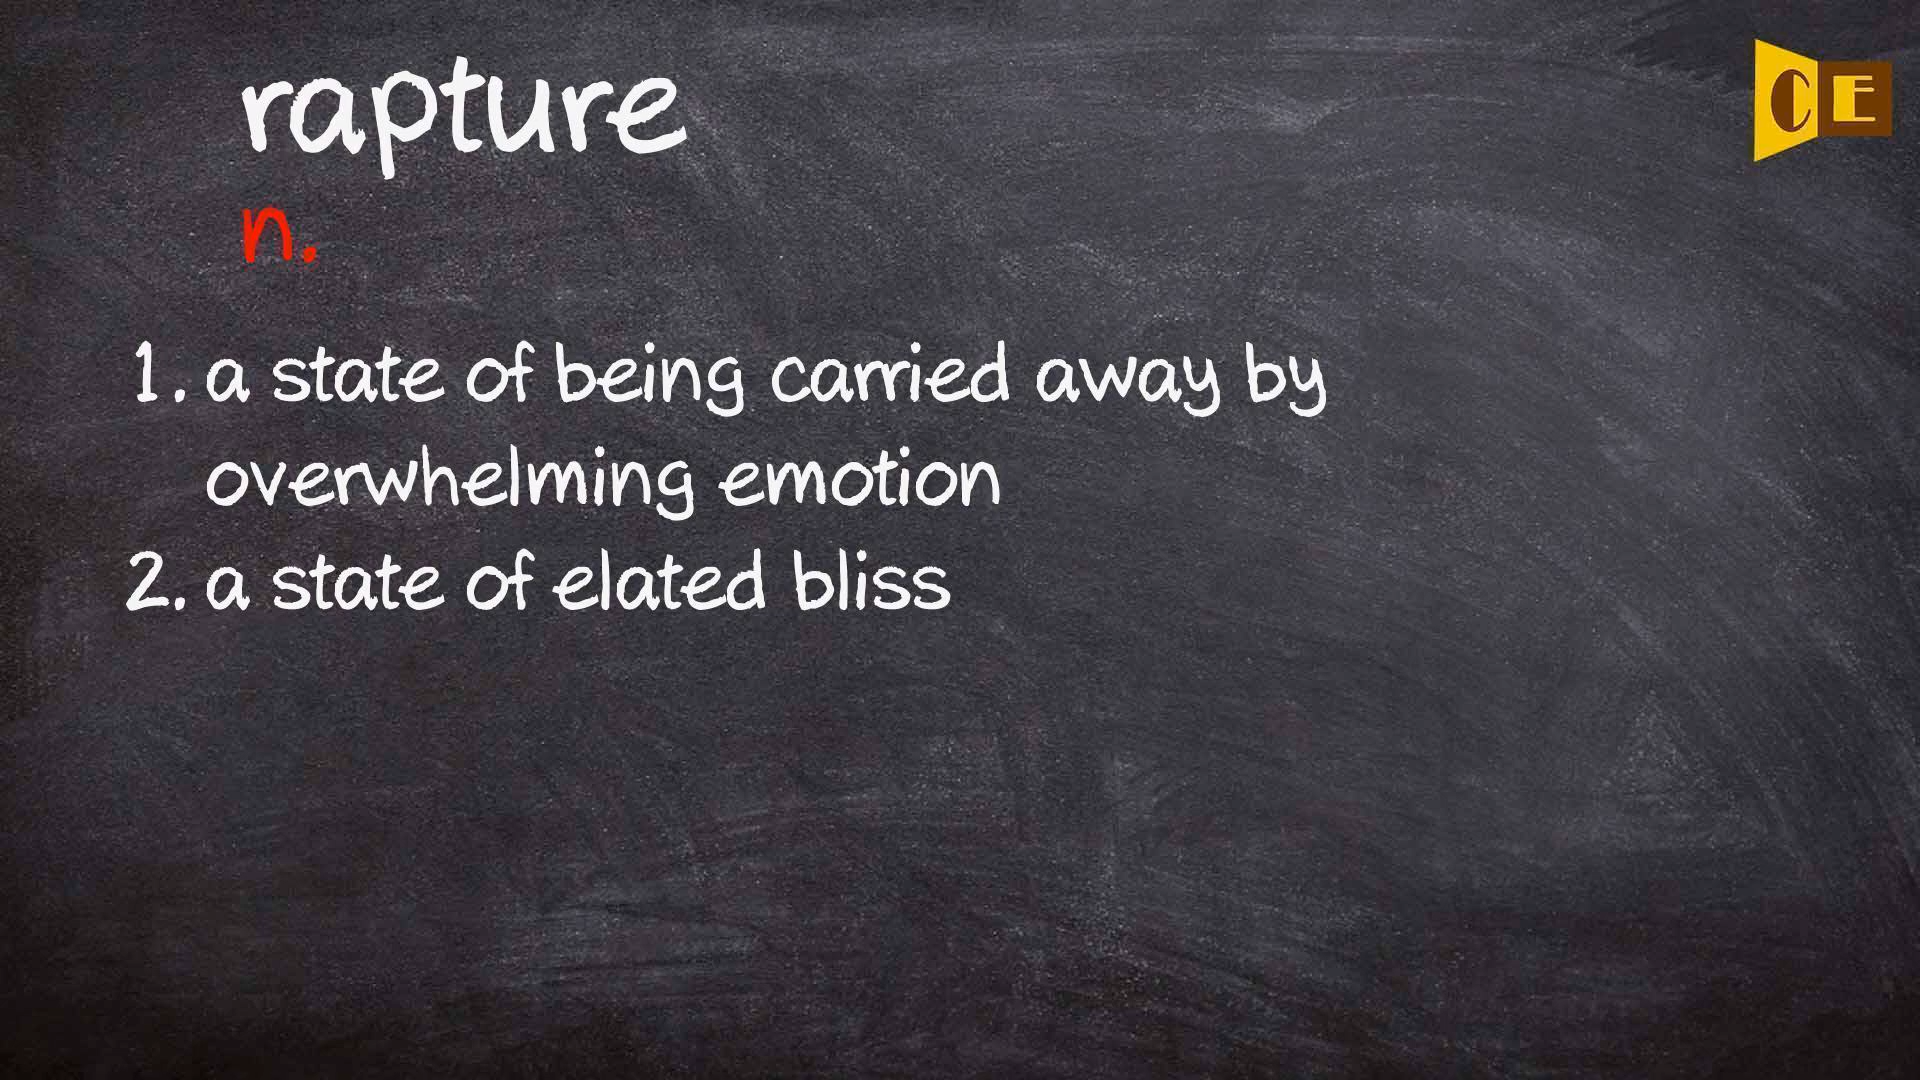 rapture
CE
n.
1. a state of being carried away by
overwhelming emotion
2. a state of elated bliss